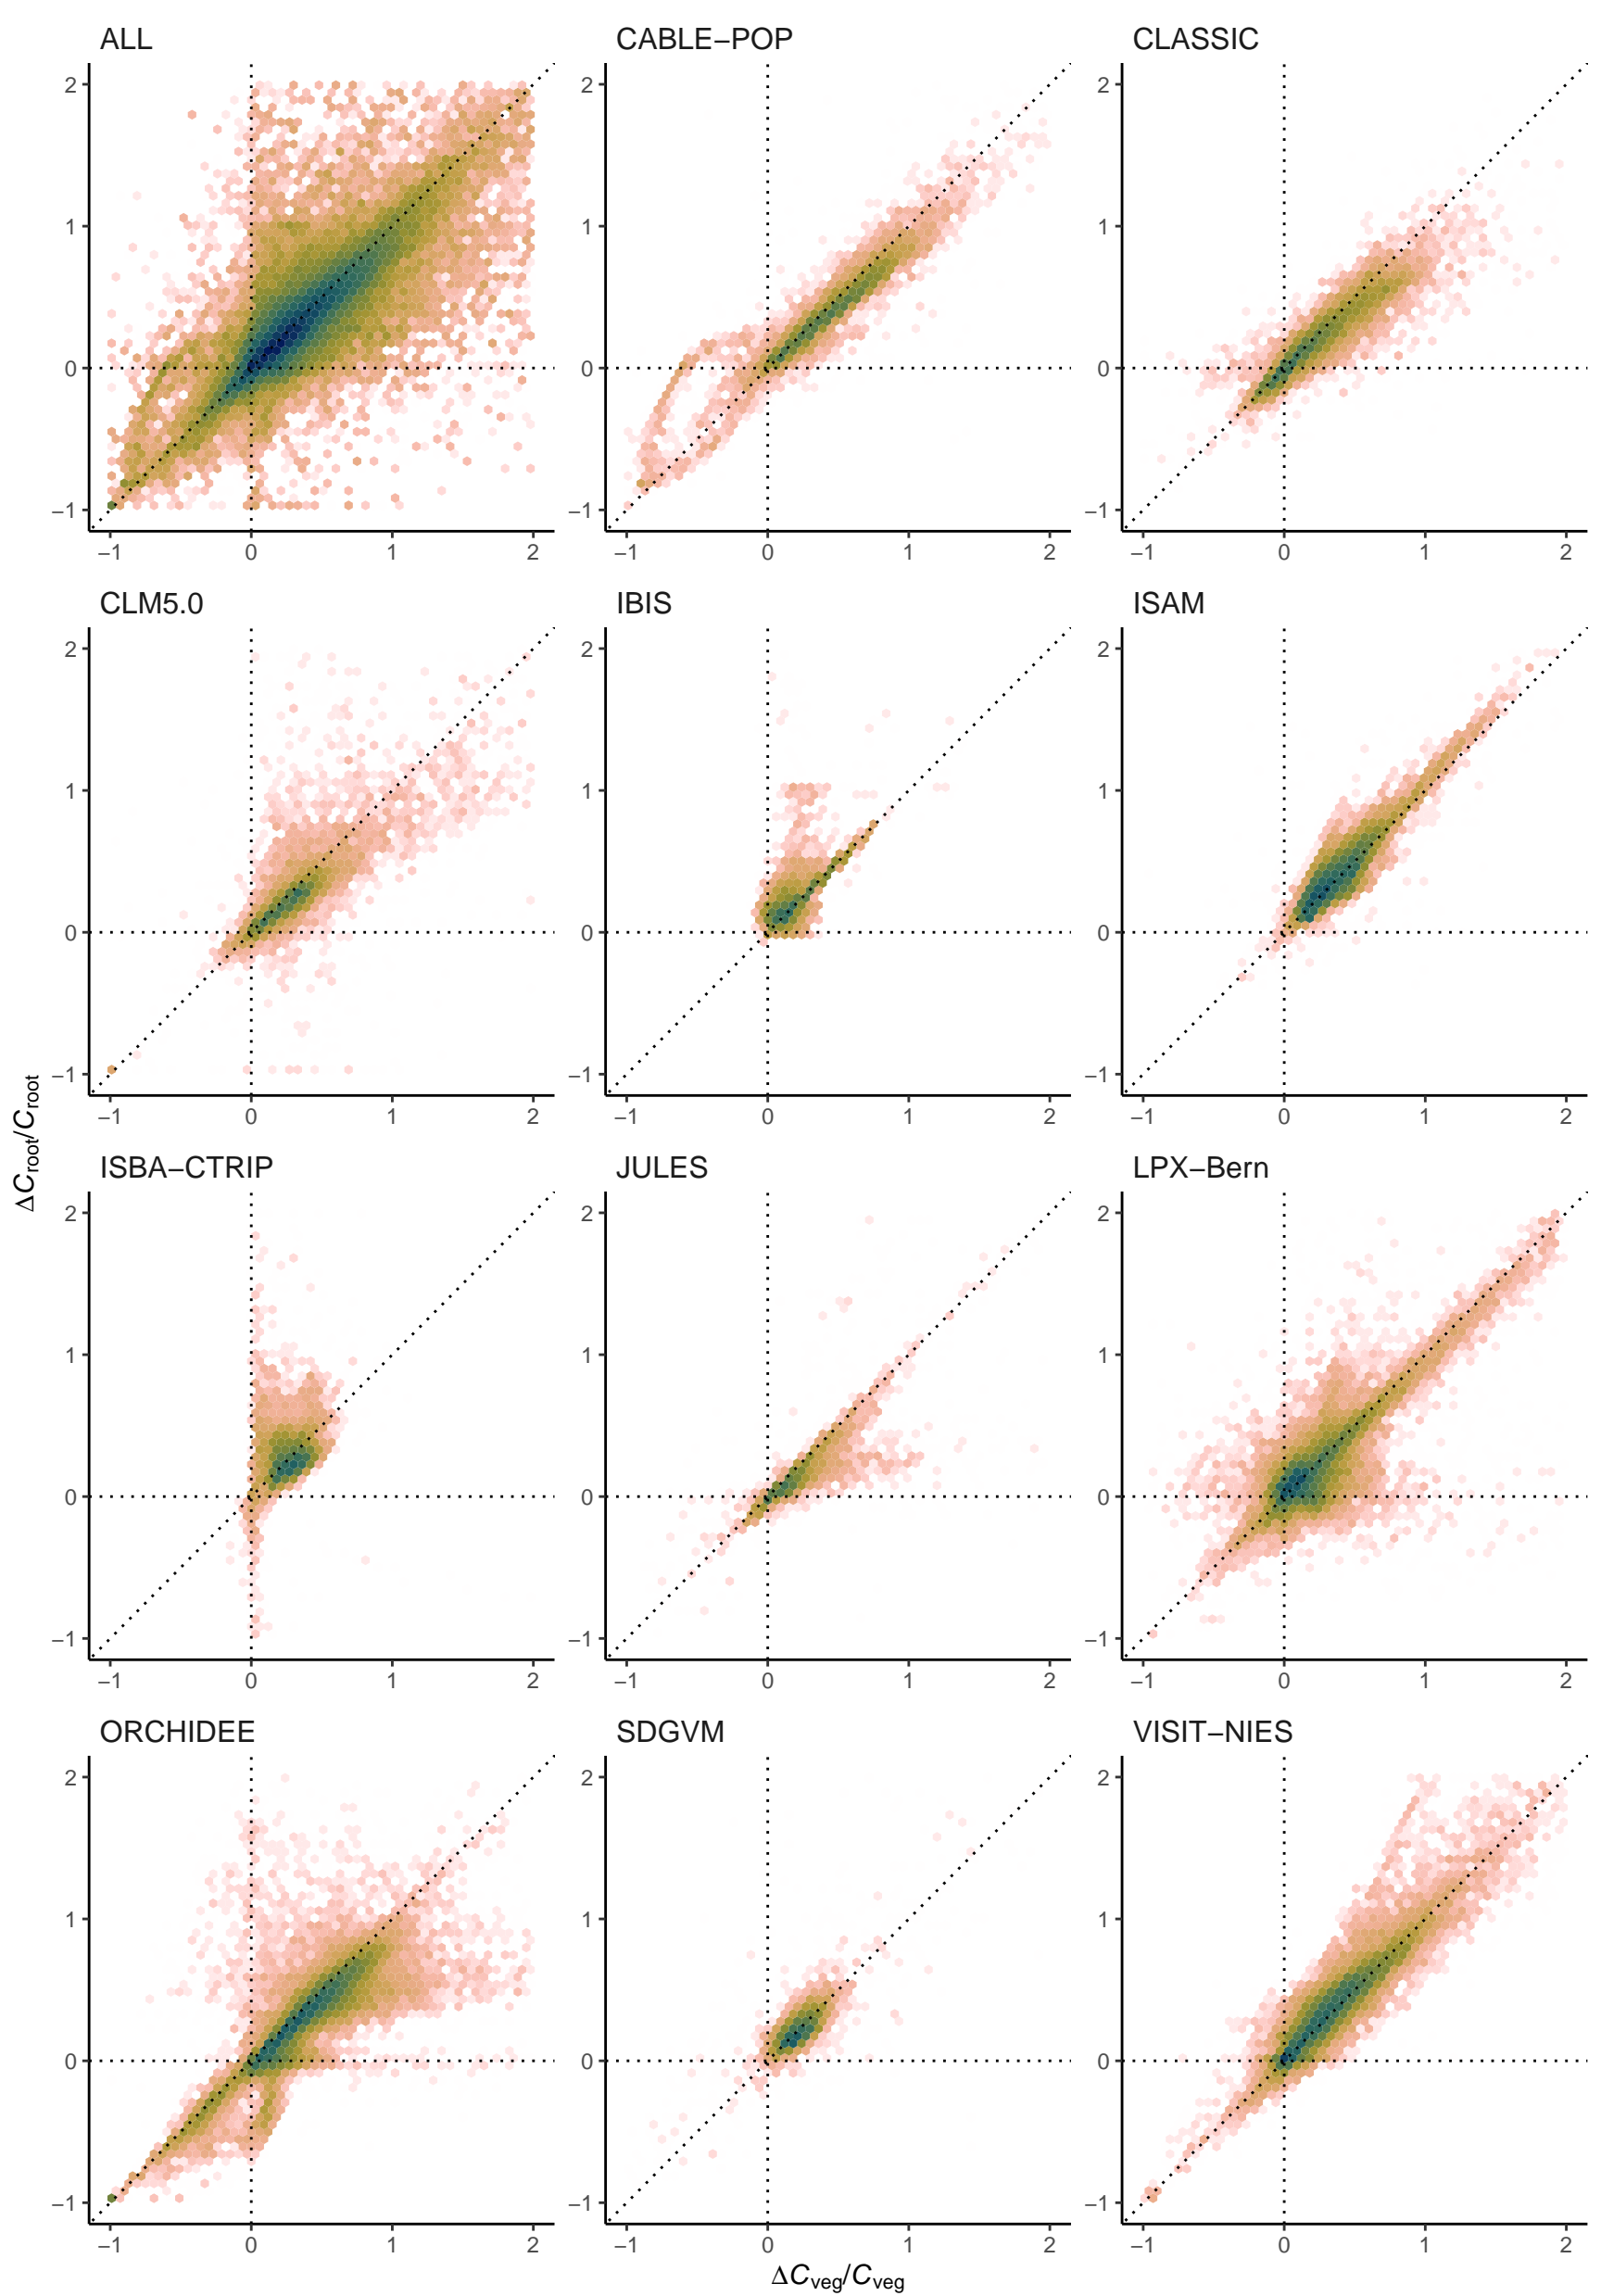 ALL CABLE−POP CLASSIC
2 2 2
1 1 1
0 0 0
−1 −1 −1
−1 0 1 2 −1 0 1 2 −1 0 1 2
CLM5.0 IBIS ISAM
2 2 2
1 1 1
0 0 0
−1 −1 −1
−1 0 1 2 −1 0 1 2 −1 0 1 2
ΔCroot/Croot
ISBA−CTRIP JULES LPX−Bern
2 2 2
1 1 1
0 0 0
−1 −1 −1
−1 0 1 2 −1 0 1 2 −1 0 1 2
ORCHIDEE SDGVM VISIT−NIES
2 2 2
1 1 1
0 0 0
−1 −1 −1
−1 0 1 2 −1 0 1 2 −1 0 1 2
ΔCveg/Cveg